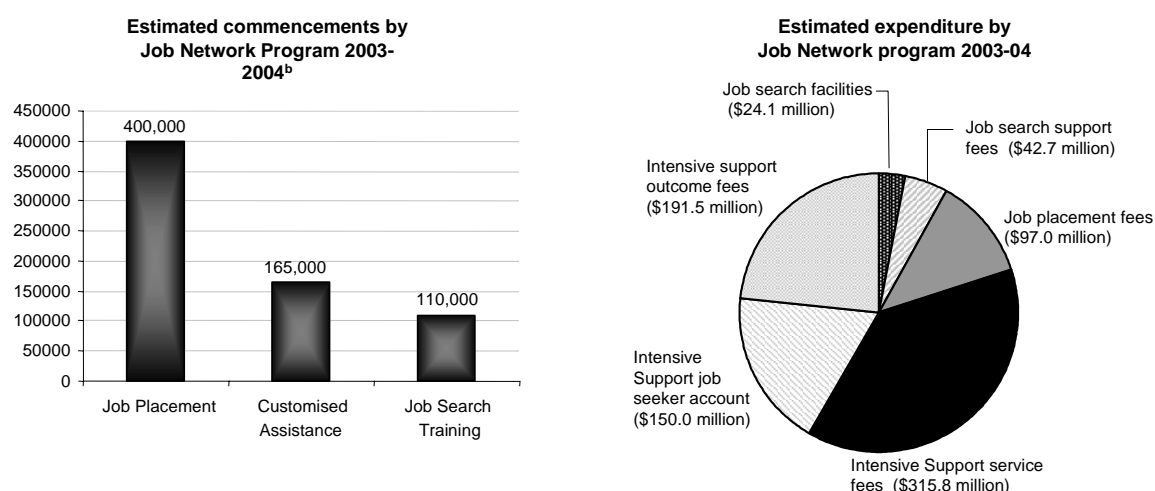 Estimated commencements by
Job Network Program 2003-
2004ᵇ
450000
400000
350000
300000
250000
200000
150000
100000
50000
0
400,000
165,000
110,000
Job Placement
Customised
Assistance
Job Search
Training
Estimated expenditure by
Job Network program 2003-04
Job search facilities
($24.1 million)
Job search support
fees ($42.7 million)
Job placement fees
($97.0 million)
Intensive Support service
fees ($315.8 million)
Intensive
Support job
seeker account
($150.0 million)
Intensive support
outcome fees
($191.5 million)